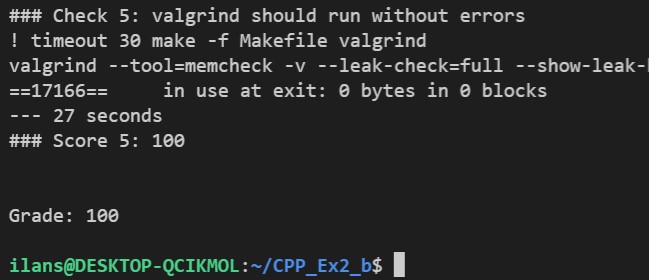 ### Check 5: valgrind should run without errors
! timeout 30 make -f Makefile valgrind
valgrind --tool=memcheck -v --leak-check=full --show-leak-
==17166==     in use at exit: 0 bytes in 0 blocks
--- 27 seconds
### Score 5: 100
Grade: 100
ilans@DESKTOP-QCIKMOL:~/CPP_Ex2_b$